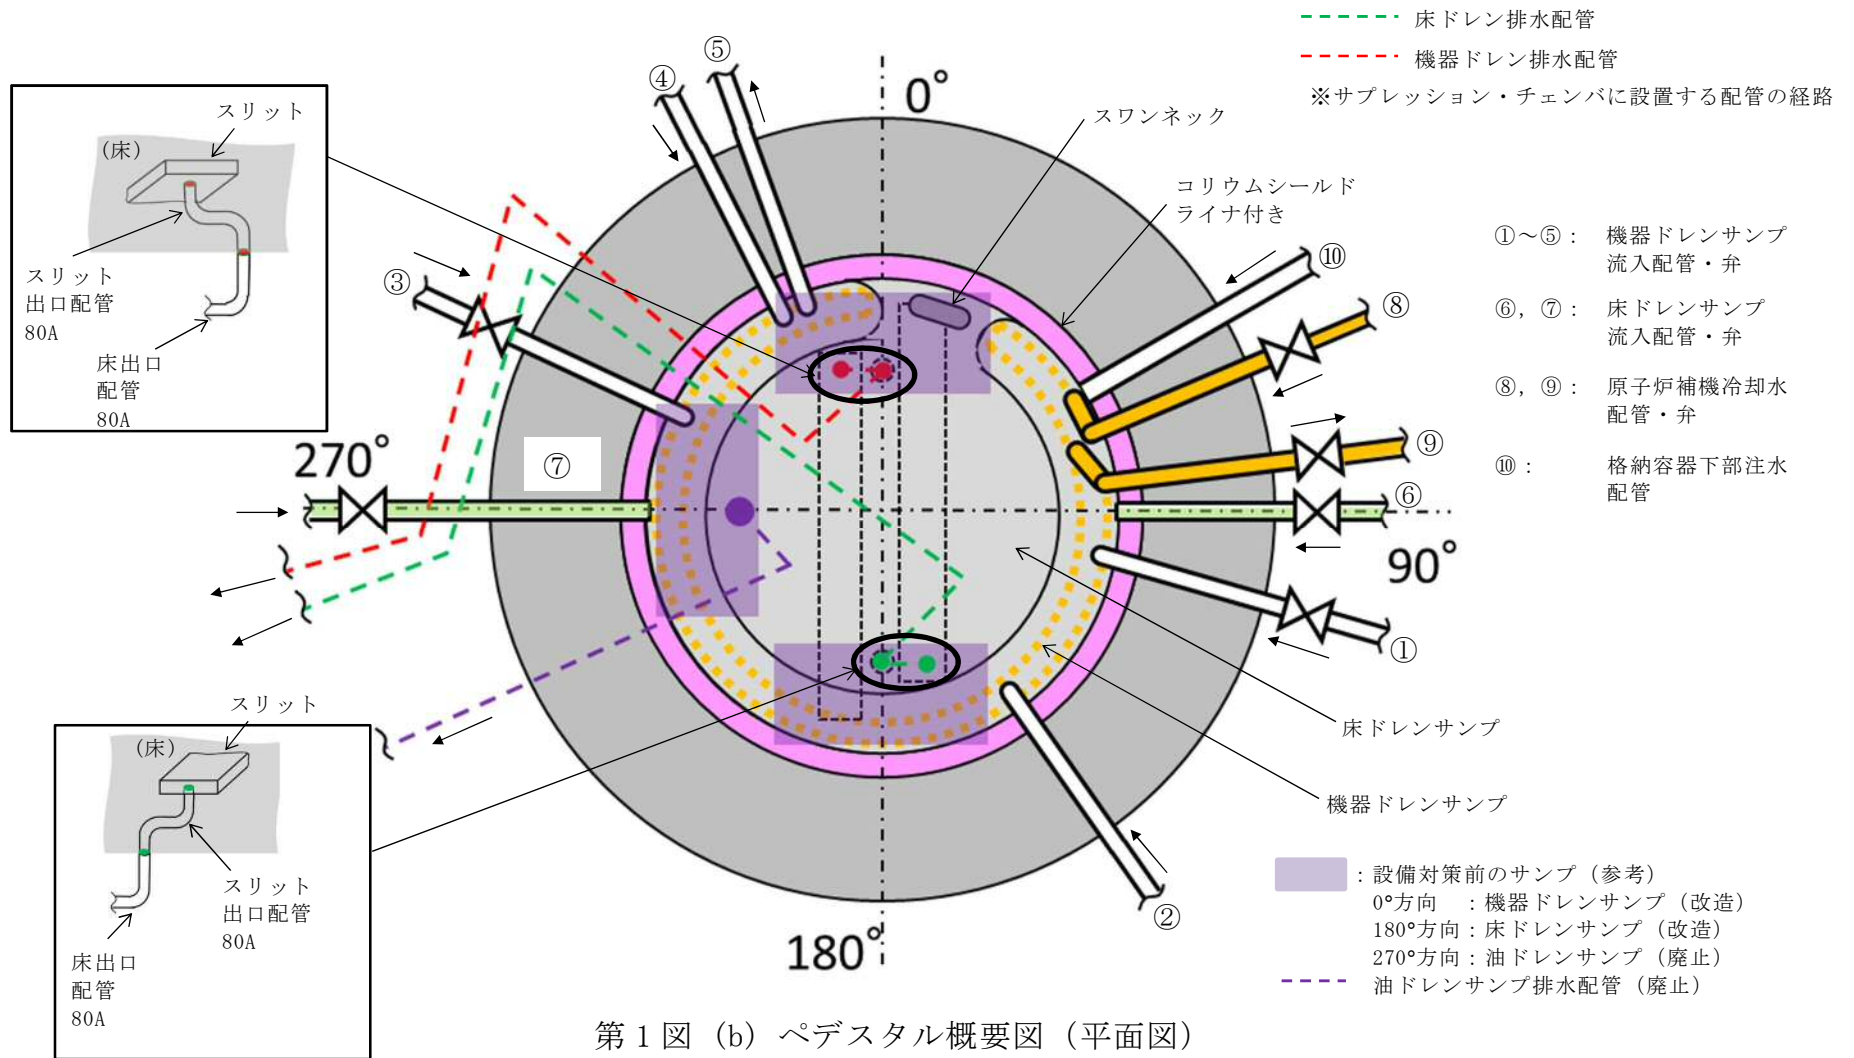 床ドレン排水配管
機器ドレン排水配管
※サプレッション・チェンバに設置する配管の経路
⑤
④
0°
スワンネック
コリウムシールド
ライナ付き
⑩
③
⑧
⑨
⑥
⑦
270°
90°
①
②
180°
床ドレンサンプ
機器ドレンサンプ
スリット
(床)
スリット
出口配管
80A
床出口
配管
80A
スリット
(床)
スリット
出口配管
80A
床出口
配管
80A
①～⑤: 機器ドレンサンプ
流入配管・弁
⑥, ⑦: 床ドレンサンプ
流入配管・弁
⑧, ⑨: 原子炉補機冷却水
配管・弁
⑩: 格納容器下部注水
配管
:設備対策前のサンプ(参考)
0°方向 :機器ドレンサンプ(改造)
180°方向:床ドレンサンプ(改造)
270°方向:油ドレンサンプ(廃止)
油ドレンサンプ排水配管(廃止)
第1図 (b) ペデスタル概要図(平面図)